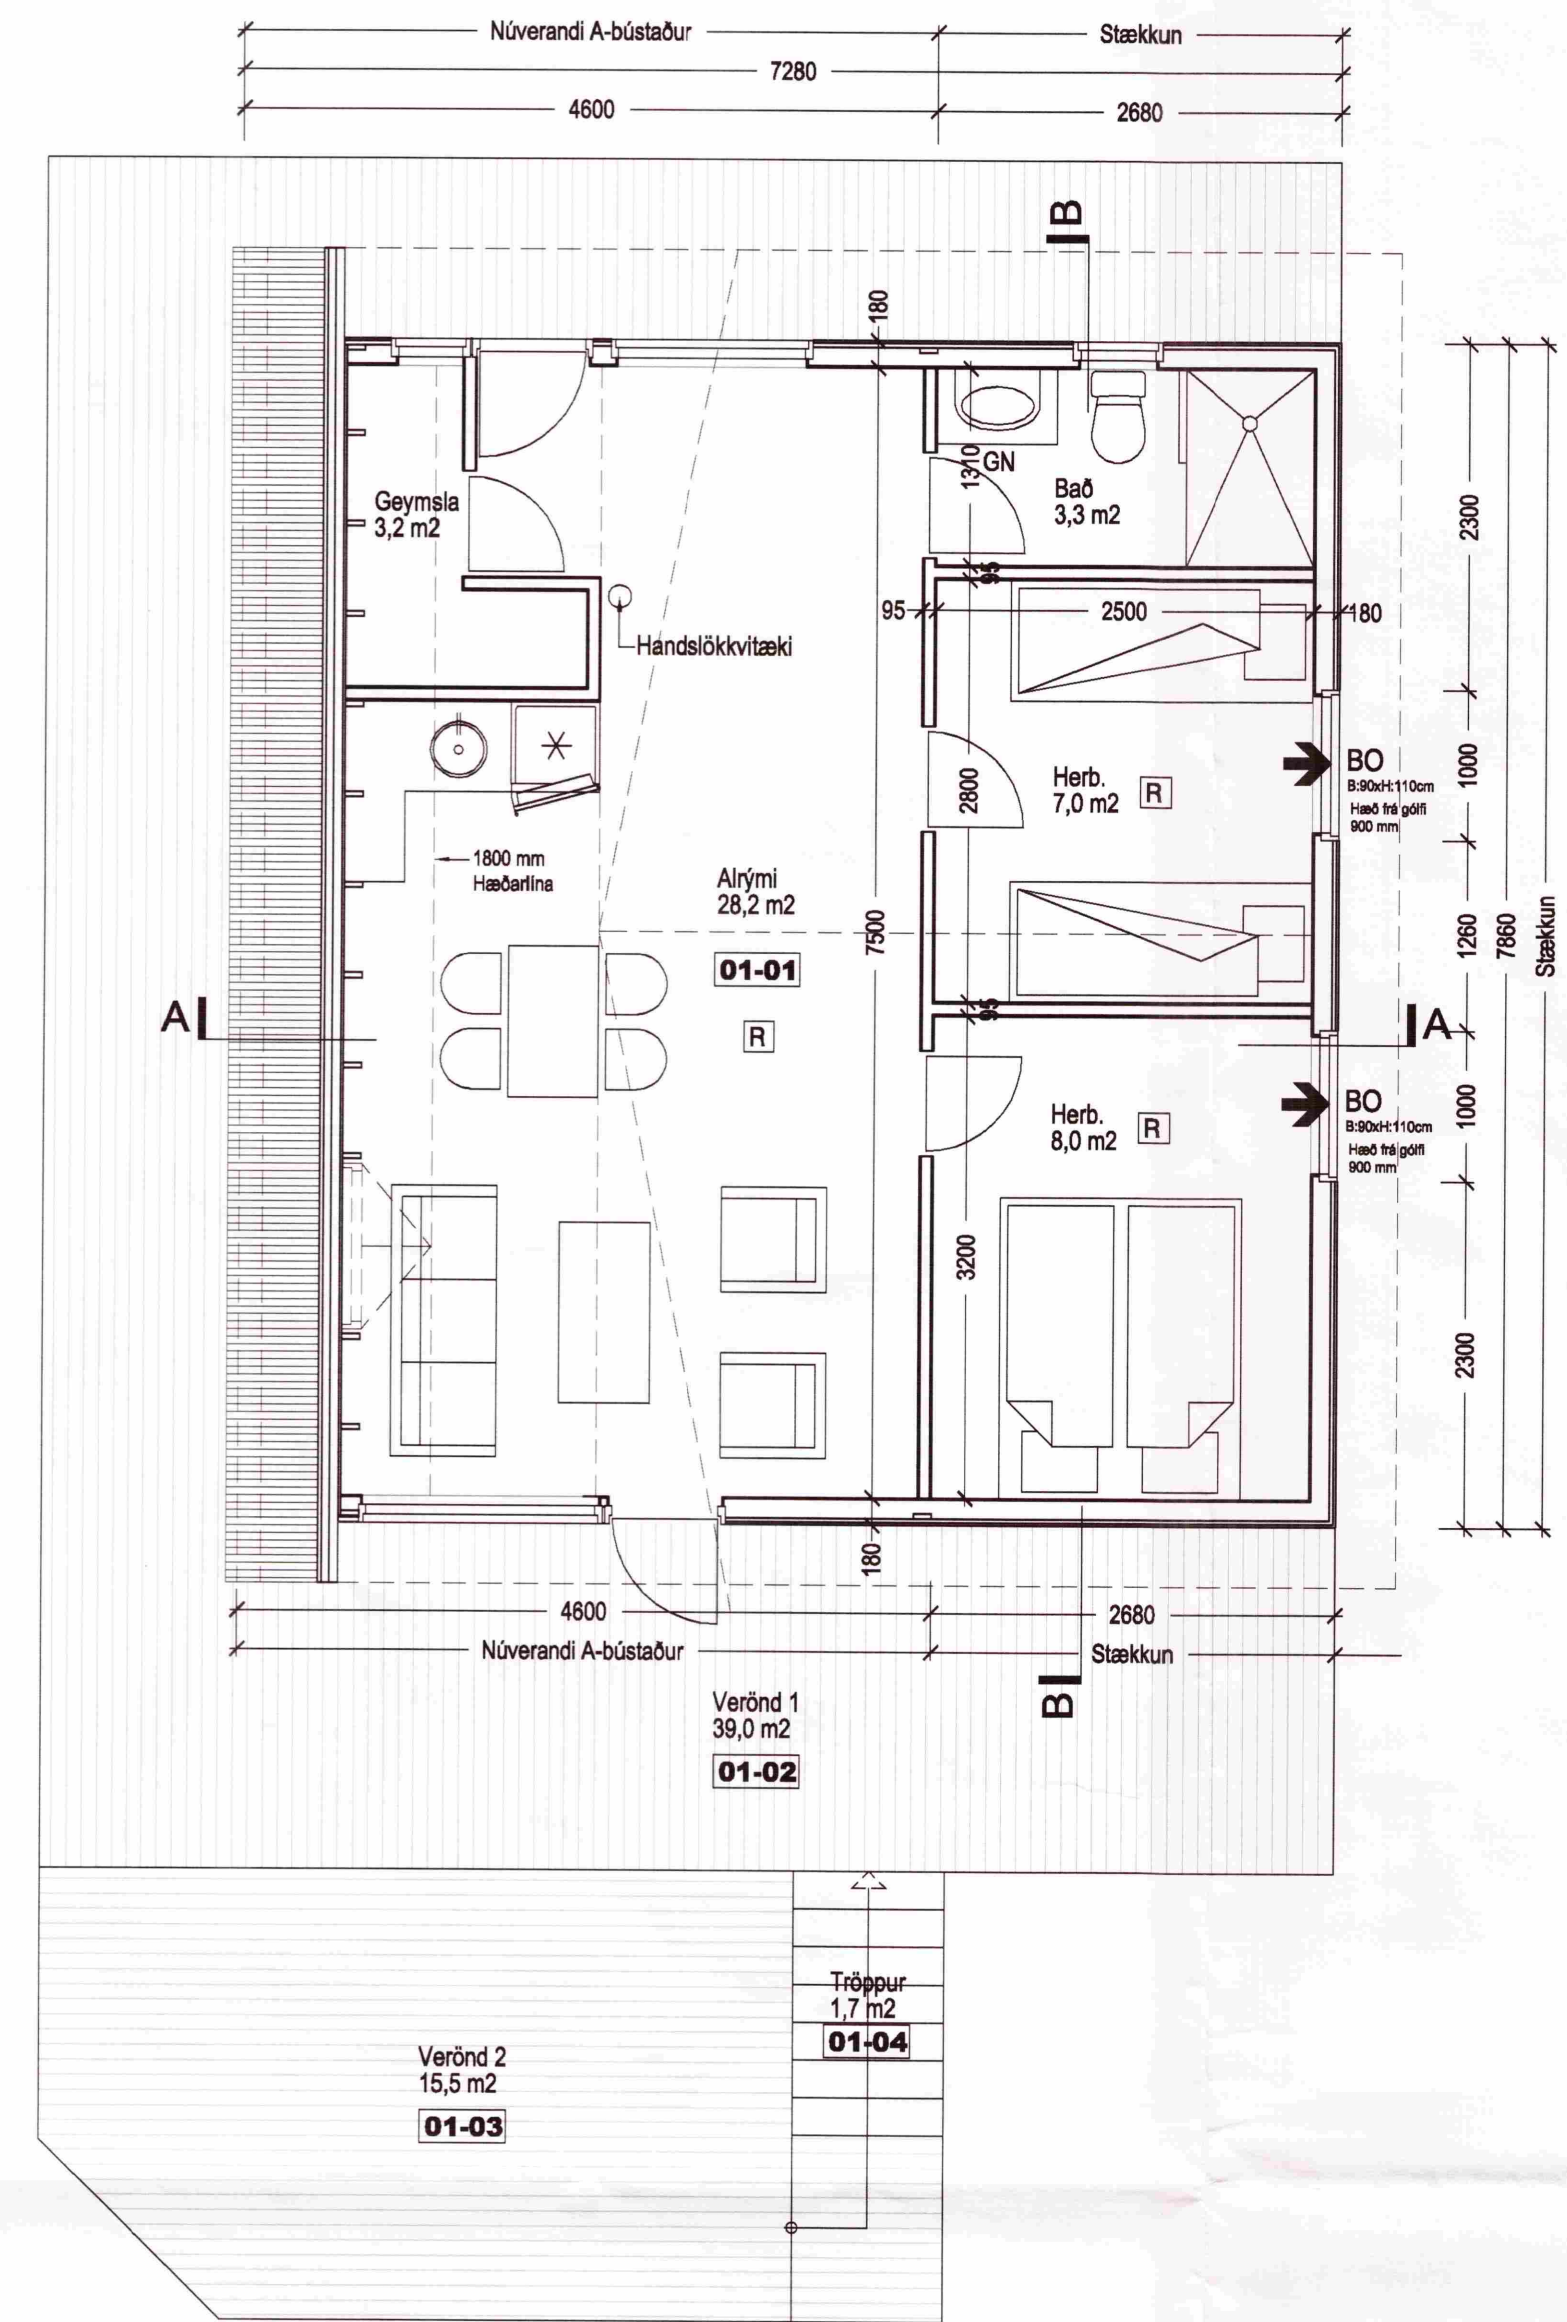 Núverandi A-bústaður
Stækkun
7280
4600
2680
B
180
GN
1310
Bað
3,3 m2
Geymsla
3,2 m2
95
95
2500
180
Handslökkvitæki
2300
1000
1260
1000
2300
7860
Stækkun
Herb.
7,0 m2
R
BO
B:90xH:110cm
Hæð frá gólfi
900 mm
2800
1800 mm
Hæðarlína
Alrými
28,2 m2
01-01
R
7500
A
95
A
Herb.
8,0 m2
R
BO
B:90xH:110cm
Hæð frá gólfi
900 mm
3200
180
4600
2680
Núverandi A-bústaður
Stækkun
B
Verönd 1
39,0 m2
01-02
Tröppur
1,7 m2
01-04
Verönd 2
15,5 m2
01-03